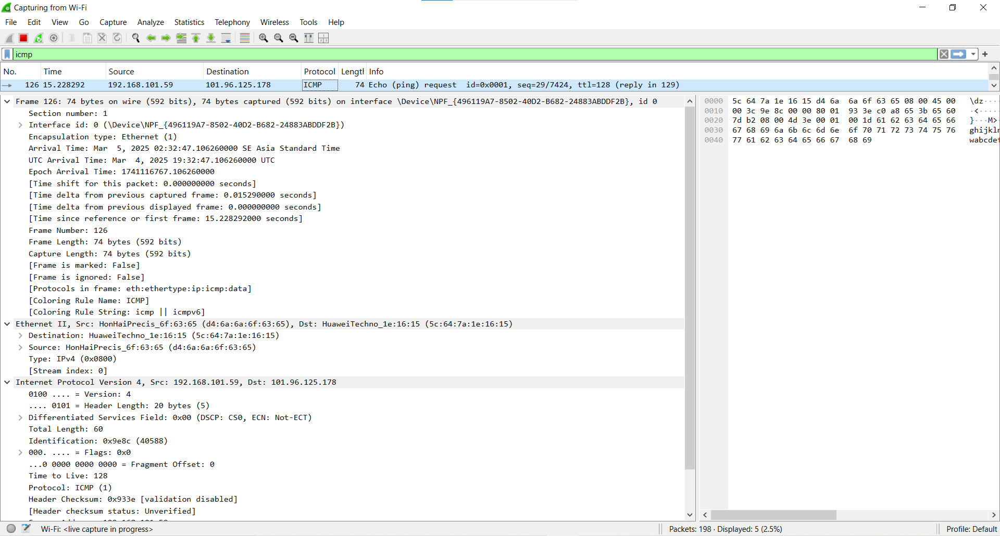 Capturing from Wi-Fi
File Edit View Go Capture Analyze Statistics Telephony Wireless Tools Help
icmp
No. Time Source Destination Protocol Length Info
126 15.228292 192.168.101.59 101.96.125.178 ICMP 74 Echo (ping) request id=0x0001, seq=29/7424, ttl=128 (reply in 129)
Frame 126: 74 bytes on wire (592 bits), 74 bytes captured (592 bits) on interface \Device\NPF_{496119A7-8502-40D2-B682-24883ABDDF2B}, id 0
Section number: 1
Interface id: 0 (\Device\NPF_{496119A7-8502-40D2-B682-24883ABDDF2B})
Encapsulation type: Ethernet (1)
Arrival Time: Mar  5, 2025 02:32:47.106260000 SE Asia Standard Time
UTC Arrival Time: Mar  4, 2025 19:32:47.106260000 UTC
Epoch Arrival Time: 1741116767.106260000
[Time shift for this packet: 0.000000000 seconds]
[Time delta from previous captured frame: 0.015290000 seconds]
[Time delta from previous displayed frame: 0.000000000 seconds]
[Time since reference or first frame: 15.228292000 seconds]
Frame Number: 126
Frame Length: 74 bytes (592 bits)
Capture Length: 74 bytes (592 bits)
[Frame is marked: False]
[Frame is ignored: False]
[Protocols in frame: eth:ethertype:ip:icmp:data]
[Coloring Rule Name: ICMP]
[Coloring Rule String: icmp || icmpv6]
Ethernet II, Src: HonHaiPrecis_6f:63:65 (d4:6a:6a:6f:63:65), Dst: HuaweiTechno_1e:16:15 (5c:64:7a:1e:16:15)
Destination: HuaweiTechno_1e:16:15 (5c:64:7a:1e:16:15)
Source: HonHaiPrecis_6f:63:65 (d4:6a:6a:6f:63:65)
Type: IPv4 (0x0800)
[Stream index: 0]
Internet Protocol Version 4, Src: 192.168.101.59, Dst: 101.96.125.178
0100 .... = Version: 4
.... 0101 = Header Length: 20 bytes (5)
Differentiated Services Field: 0x00 (DSCP: CS0, ECN: Not-ECT)
Total Length: 60
Identification: 0x9e8c (40588)
000. .... = Flags: 0x0
...0 0000 0000 0000 = Fragment Offset: 0
Time to Live: 128
Protocol: ICMP (1)
Header Checksum: 0x933e [validation disabled]
[Header checksum status: Unverified]
0000 5c 64 7a 1e 16 15 d4 6a 6a 6f 63 65 08 00 45 00 \dz····
0010 00 3c 9e 8c 00 00 80 01 93 3e c0 a8 65 3b 65 60 ·<·····
0020 7d b2 08 00 4d 3e 00 01 00 1d 61 62 63 64 65 66 }···M>·
0030 67 68 69 6a 6b 6c 6d 6e 6f 70 71 72 73 74 75 76 ghijklm
0040 77 61 62 63 64 65 66 67 68 69 wabcdef
Wi-Fi: <live capture in progress>
Packets: 198 · Displayed: 5 (2.5%)
Profile: Default